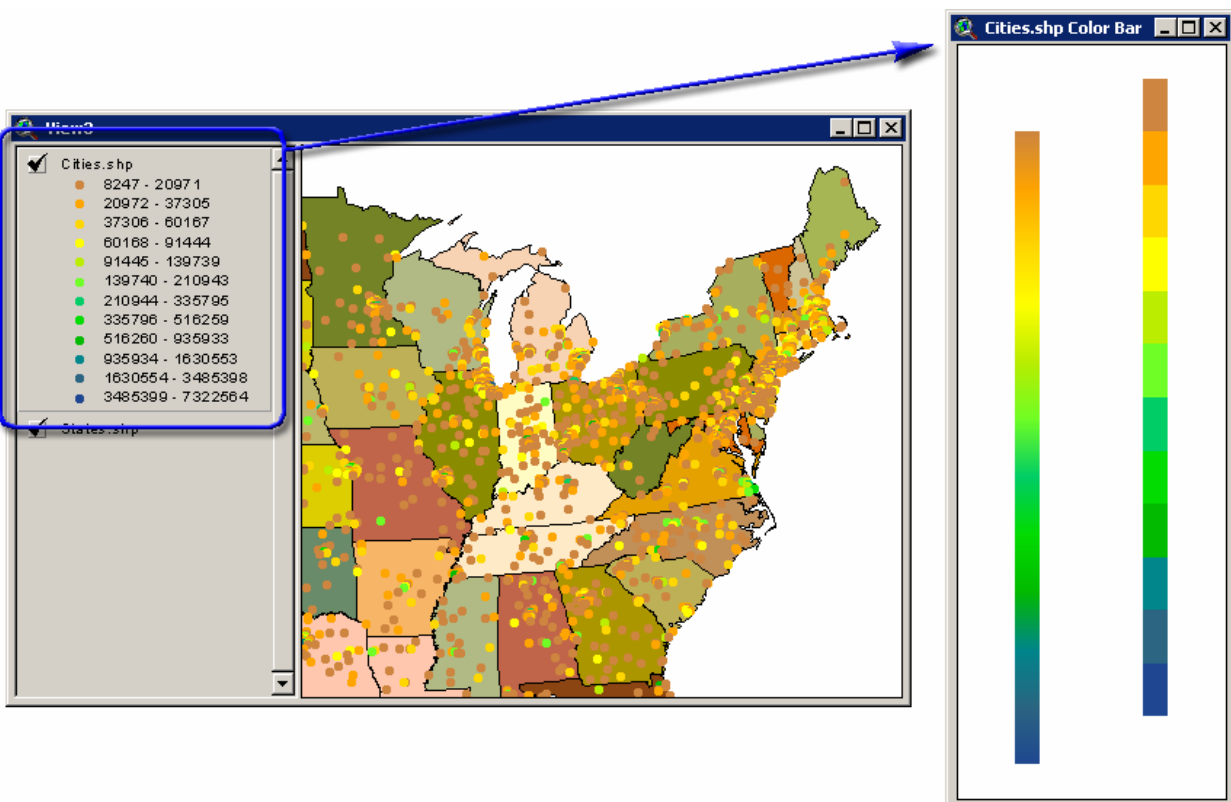 Cities.shp Color Bar
View3
Cities.shp
8247 - 20971
20972 - 37305
37306 - 60167
60168 - 91444
91445 - 139739
139740 - 210943
210944 - 335795
335796 - 516259
516260 - 935933
935934 - 1630553
1630554 - 3485398
3485399 - 7322564
States.shp